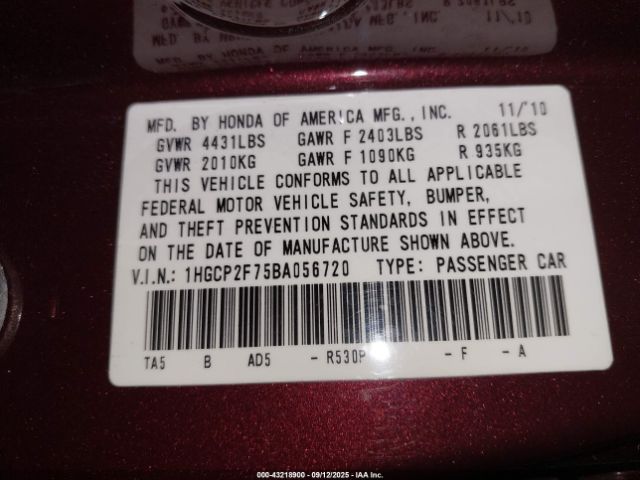 MFD. BY HONDA OF AMERICA MFG., INC. 11/'10
GVWR 4431LBS GAWR F 2403LBS R 2061LBS
GVWR 2010KG GAWR F 1090KG R 935KG
THIS VEHICLE CONFORMS TO ALL APPLICABLE
FEDERAL MOTOR VEHICLE SAFETY, BUMPER,
AND THEFT PREVENTION STANDARDS IN EFFECT
ON THE DATE OF MANUFACTURE SHOWN ABOVE.
V.I.N.: 1HGCP2F75BA056720 TYPE: PASSENGER CAR
TA5 B AD5 - R530P - F - A
000-43218900 - 09/12/2025 - IAA Inc.